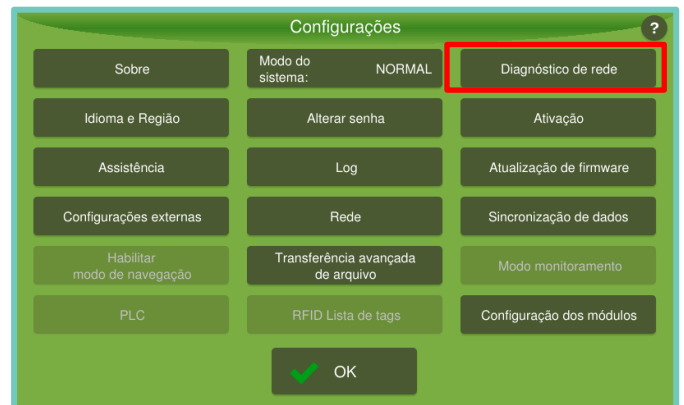 Configurações
?
Sobre
Modo do
sistema: NORMAL
Diagnóstico de rede
Idioma e Região
Alterar senha
Ativação
Assistência
Log
Atualização de firmware
Configurações externas
Rede
Sincronização de dados
Habilitar
modo de navegação
Transferência avançada
de arquivo
Modo monitoramento
PLC
RFID Lista de tags
Configuração dos módulos
OK